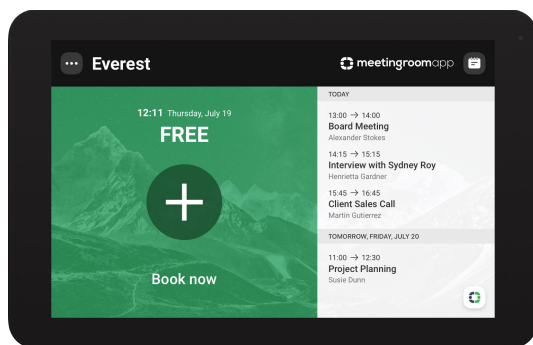 Everest
meetingroomapp
12:11 Thursday, July 19
FREE
Book now
TODAY
13:00 → 14:00
Board Meeting
Alexander Stokes
14:15 → 15:15
Interview with Sydney Roy
Henrietta Gardner
15:45 → 16:45
Client Sales Call
Martin Gutierrez
TOMORROW, FRIDAY, JULY 20
11:00 → 12:30
Project Planning
Susie Dunn